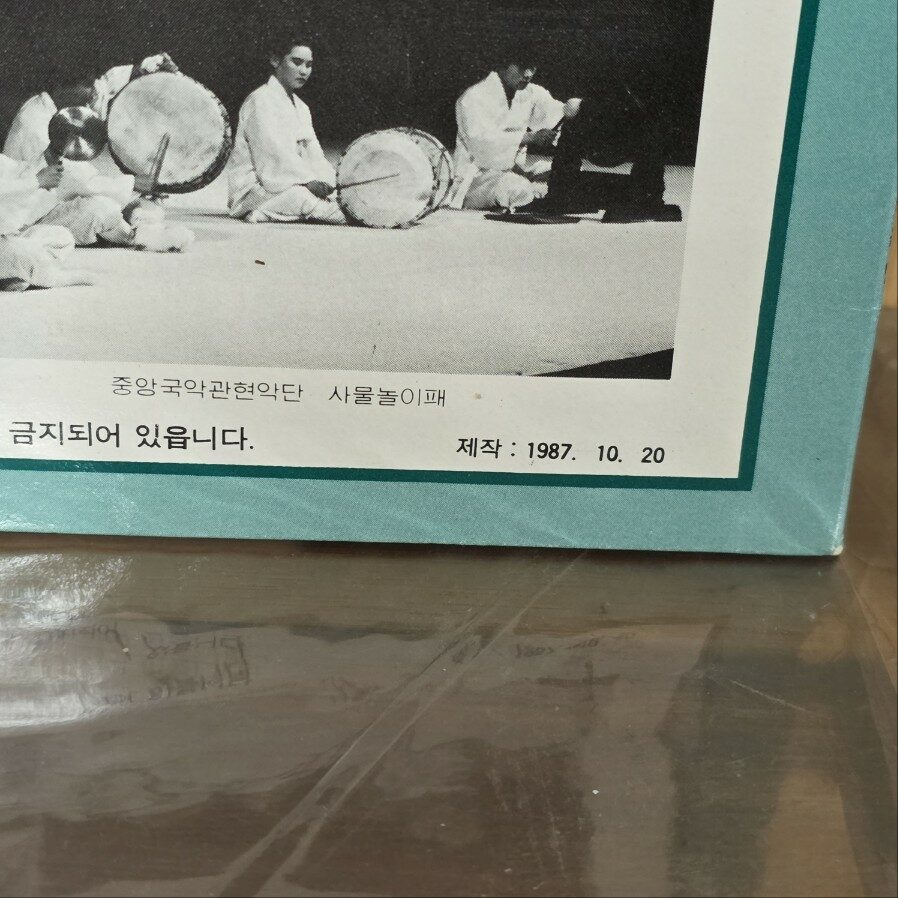 중앙국악관현악단 사물놀이패
금지되어 있읍니다.
제작 : 1987. 10. 20